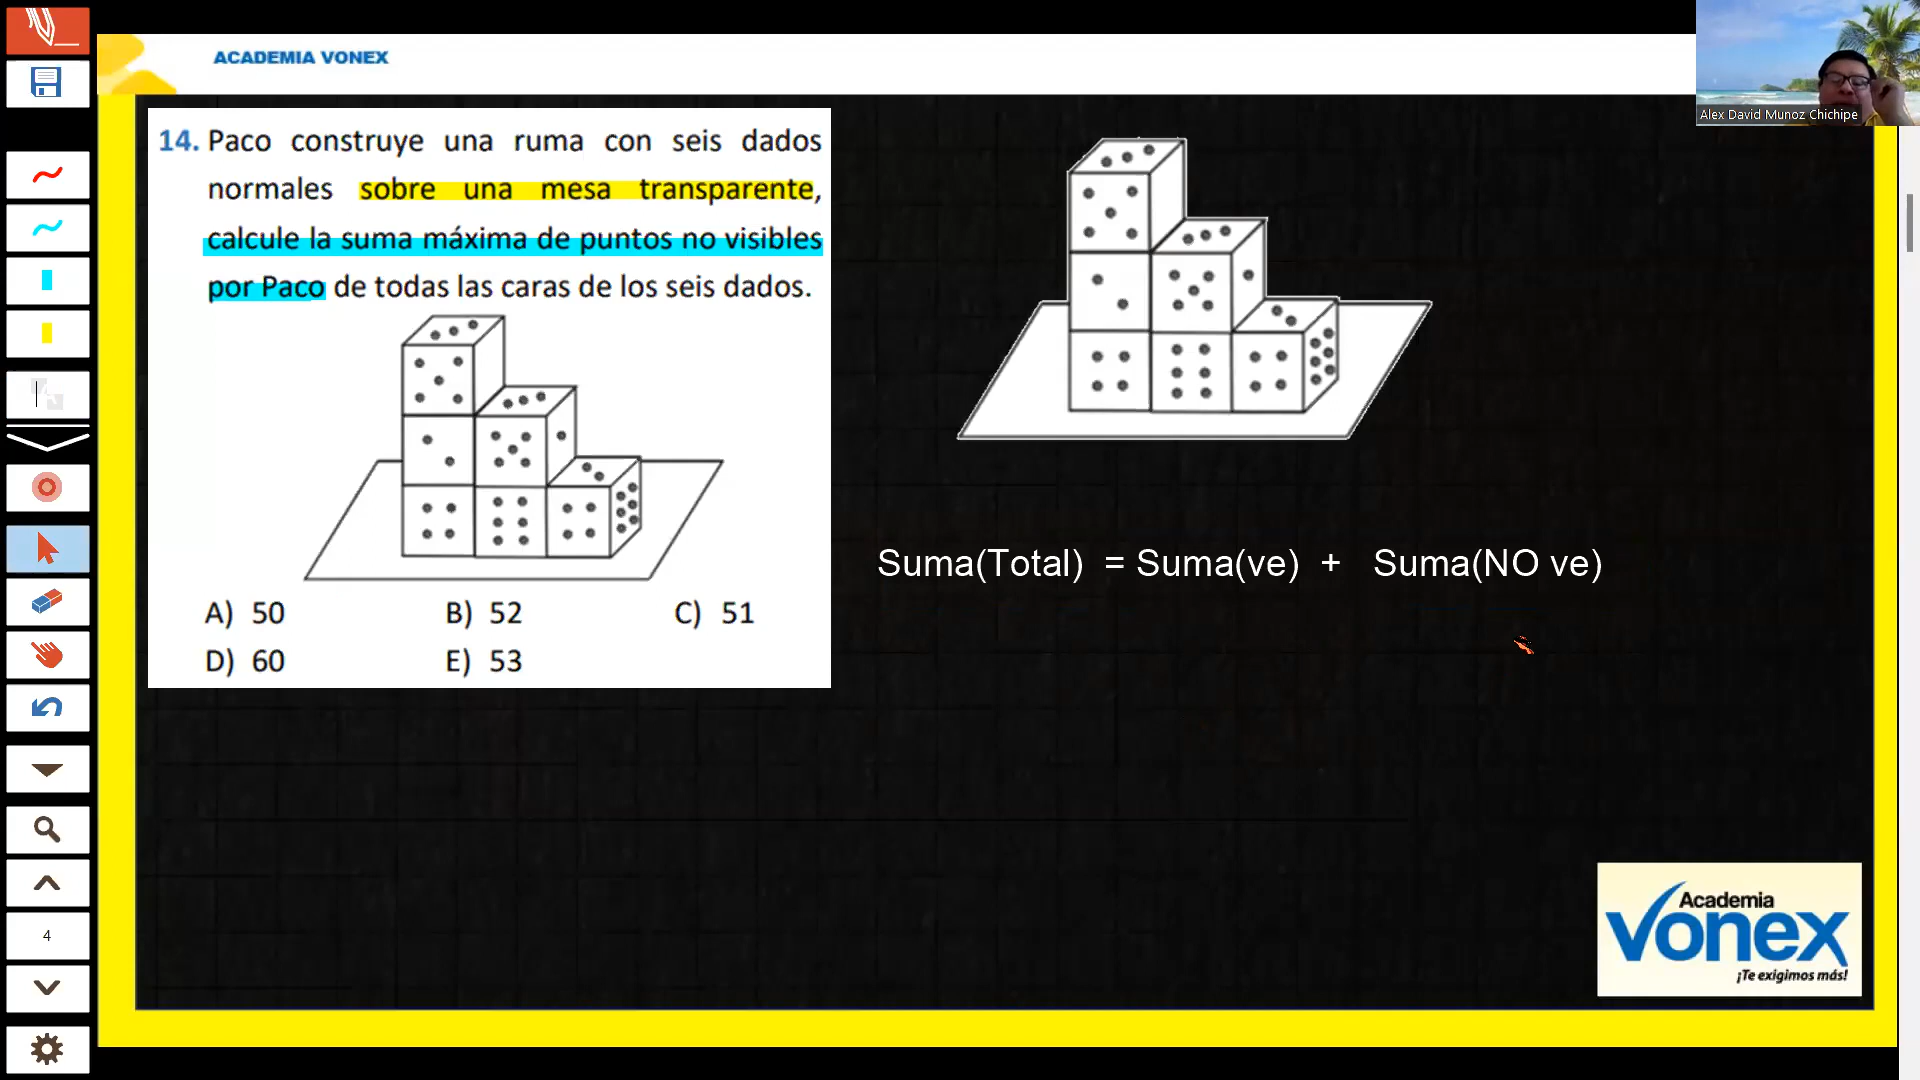 ACADEMIA VONEX
Alex David Munoz Chichipe
14. Paco construye una ruma con seis dados
normales sobre una mesa transparente,
calcule la suma máxima de puntos no visibles
por Paco de todas las caras de los seis dados.
A) 50 B) 52 C) 51
D) 60 E) 53
Suma(Total) = Suma(ve) + Suma(NO ve)
4
Academia
vonex
¡Te exigimos más!